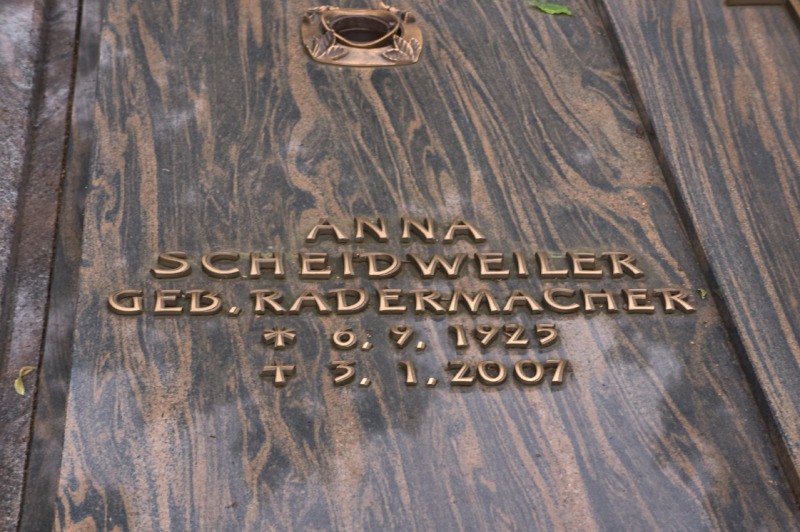 ANNA
SCHEIDWEILER
GEB. RADERMACHER
* 6. 9. 1925
† 3. 1. 2007